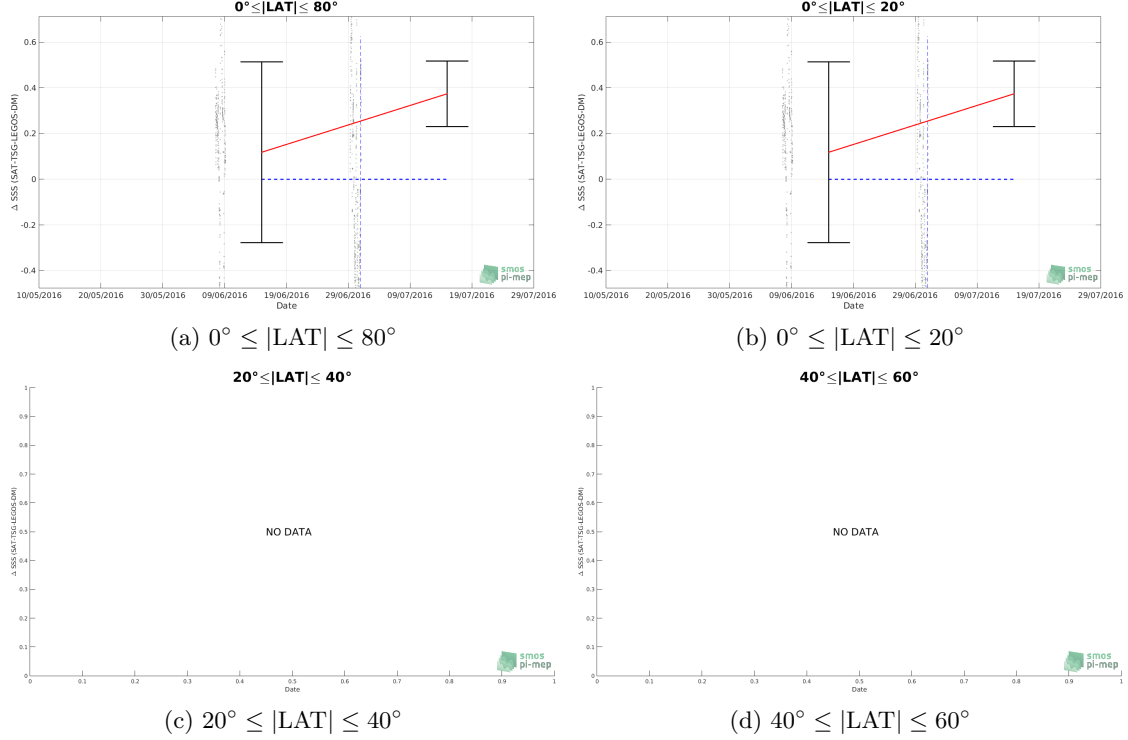 0°≤|LAT|≤ 80°
0.6
0.4
0.2
0
-0.2
-0.4
Δ SSS (SAT-TSG-LEGOS-DM)
10/05/2016 20/05/2016 30/05/2016 09/06/2016 19/06/2016 29/06/2016 09/07/2016 19/07/2016 29/07/2016
Date
smos
pi-mep
(a) 0° ≤ |LAT| ≤ 80°
0°≤|LAT|≤ 20°
0.6
0.4
0.2
0
-0.2
-0.4
Δ SSS (SAT-TSG-LEGOS-DM)
10/05/2016 20/05/2016 30/05/2016 09/06/2016 19/06/2016 29/06/2016 09/07/2016 19/07/2016 29/07/2016
Date
smos
pi-mep
(b) 0° ≤ |LAT| ≤ 20°
20°≤|LAT|≤ 40°
1
0.9
0.8
0.7
0.6
0.5
0.4
0.3
0.2
0.1
0
Δ SSS (SAT-TSG-LEGOS-DM)
NO DATA
0 0.1 0.2 0.3 0.4 0.5 0.6 0.7 0.8 0.9 1
Date
smos
pi-mep
(c) 20° ≤ |LAT| ≤ 40°
40°≤|LAT|≤ 60°
1
0.9
0.8
0.7
0.6
0.5
0.4
0.3
0.2
0.1
0
Δ SSS (SAT-TSG-LEGOS-DM)
NO DATA
0 0.1 0.2 0.3 0.4 0.5 0.6 0.7 0.8 0.9 1
Date
smos
pi-mep
(d) 40° ≤ |LAT| ≤ 60°